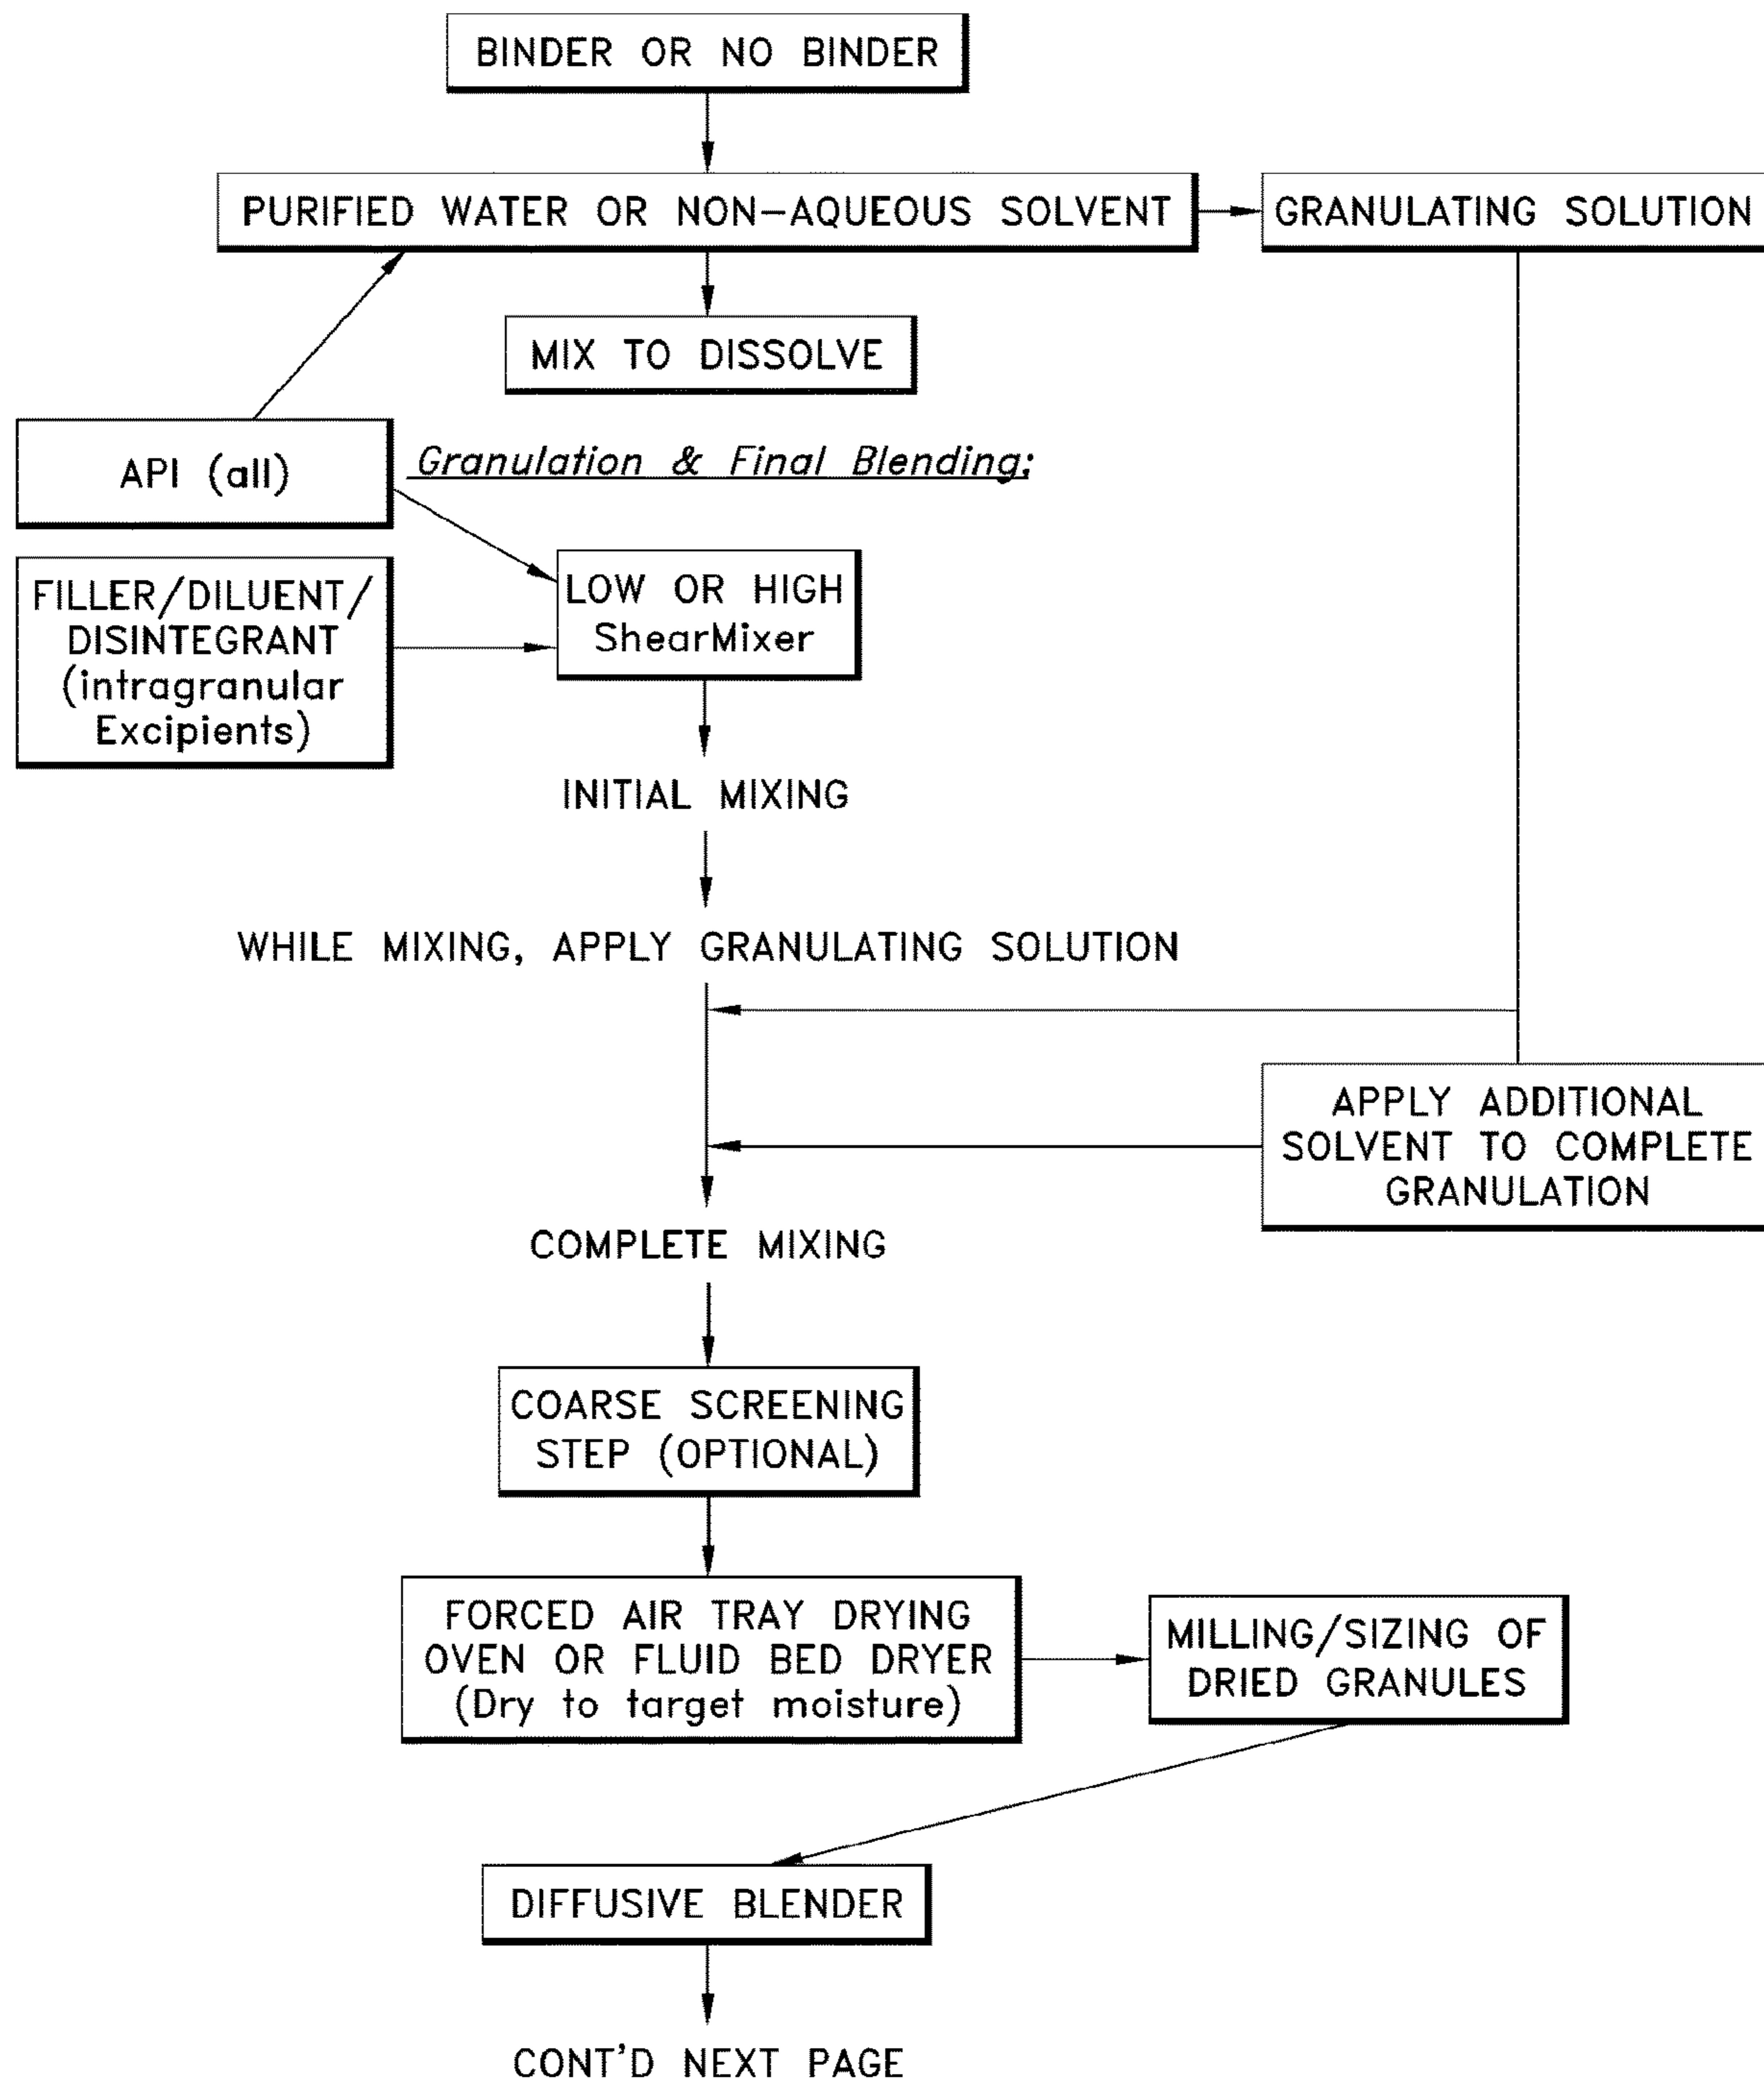 BINDER OR NO BINDER
PURIFIED WATER OR NON-AQUEOUS SOLVENT
GRANULATING SOLUTION
MIX TO DISSOLVE
API (all)
Granulation & Final Blending:
FILLER/DILUENT/
DISINTEGRANT
(intragranular
Excipients)
LOW OR HIGH
ShearMixer
INITIAL MIXING
WHILE MIXING, APPLY GRANULATING SOLUTION
APPLY ADDITIONAL
SOLVENT TO COMPLETE
GRANULATION
COMPLETE MIXING
COARSE SCREENING
STEP (OPTIONAL)
FORCED AIR TRAY DRYING
OVEN OR FLUID BED DRYER
(Dry to target moisture)
MILLING/SIZING OF
DRIED GRANULES
DIFFUSIVE BLENDER
CONT'D NEXT PAGE